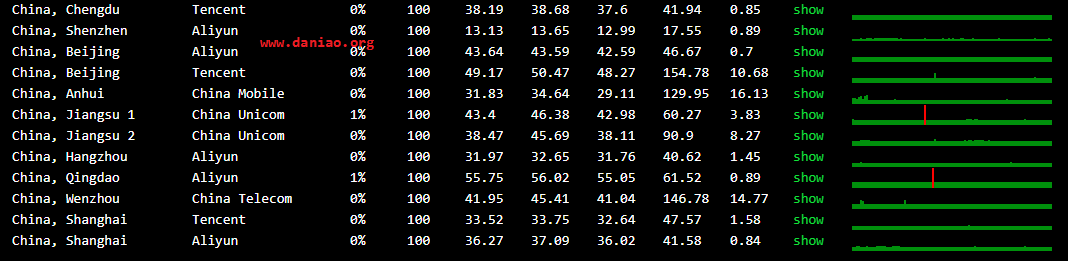 China, Chengdu Tencent 0% 100 38.19 38.68 37.6 41.94 0.85 show
China, Shenzhen Aliyun 0% 100 13.13 13.65 12.99 17.55 0.89 show
www.daniao.org
China, Beijing Aliyun 0% 100 43.64 43.59 42.59 46.67 0.7 show
China, Beijing Tencent 0% 100 49.17 50.47 48.27 154.78 10.68 show
China, Anhui China Mobile 0% 100 31.83 34.64 29.11 129.95 16.13 show
China, Jiangsu 1 China Unicom 1% 100 43.4 46.38 42.98 60.27 3.83 show
China, Jiangsu 2 China Unicom 0% 100 38.47 45.69 38.11 90.9 8.27 show
China, Hangzhou Aliyun 0% 100 31.97 32.65 31.76 40.62 1.45 show
China, Qingdao Aliyun 1% 100 55.75 56.02 55.05 61.52 0.89 show
China, Wenzhou China Telecom 0% 100 41.95 45.41 41.04 146.78 14.77 show
China, Shanghai Tencent 0% 100 33.52 33.75 32.64 47.57 1.58 show
China, Shanghai Aliyun 0% 100 36.27 37.09 36.02 41.58 0.84 show